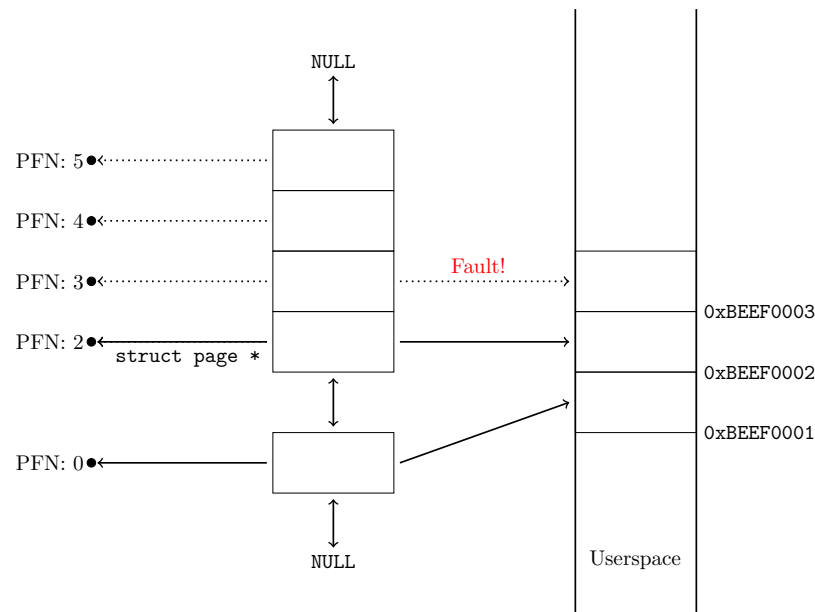 NULL
PFN: 5
PFN: 4
Fault!
PFN: 3
0xBEEF0003
PFN: 2
struct page *
0xBEEF0002
0xBEEF0001
PFN: 0
NULL
Userspace